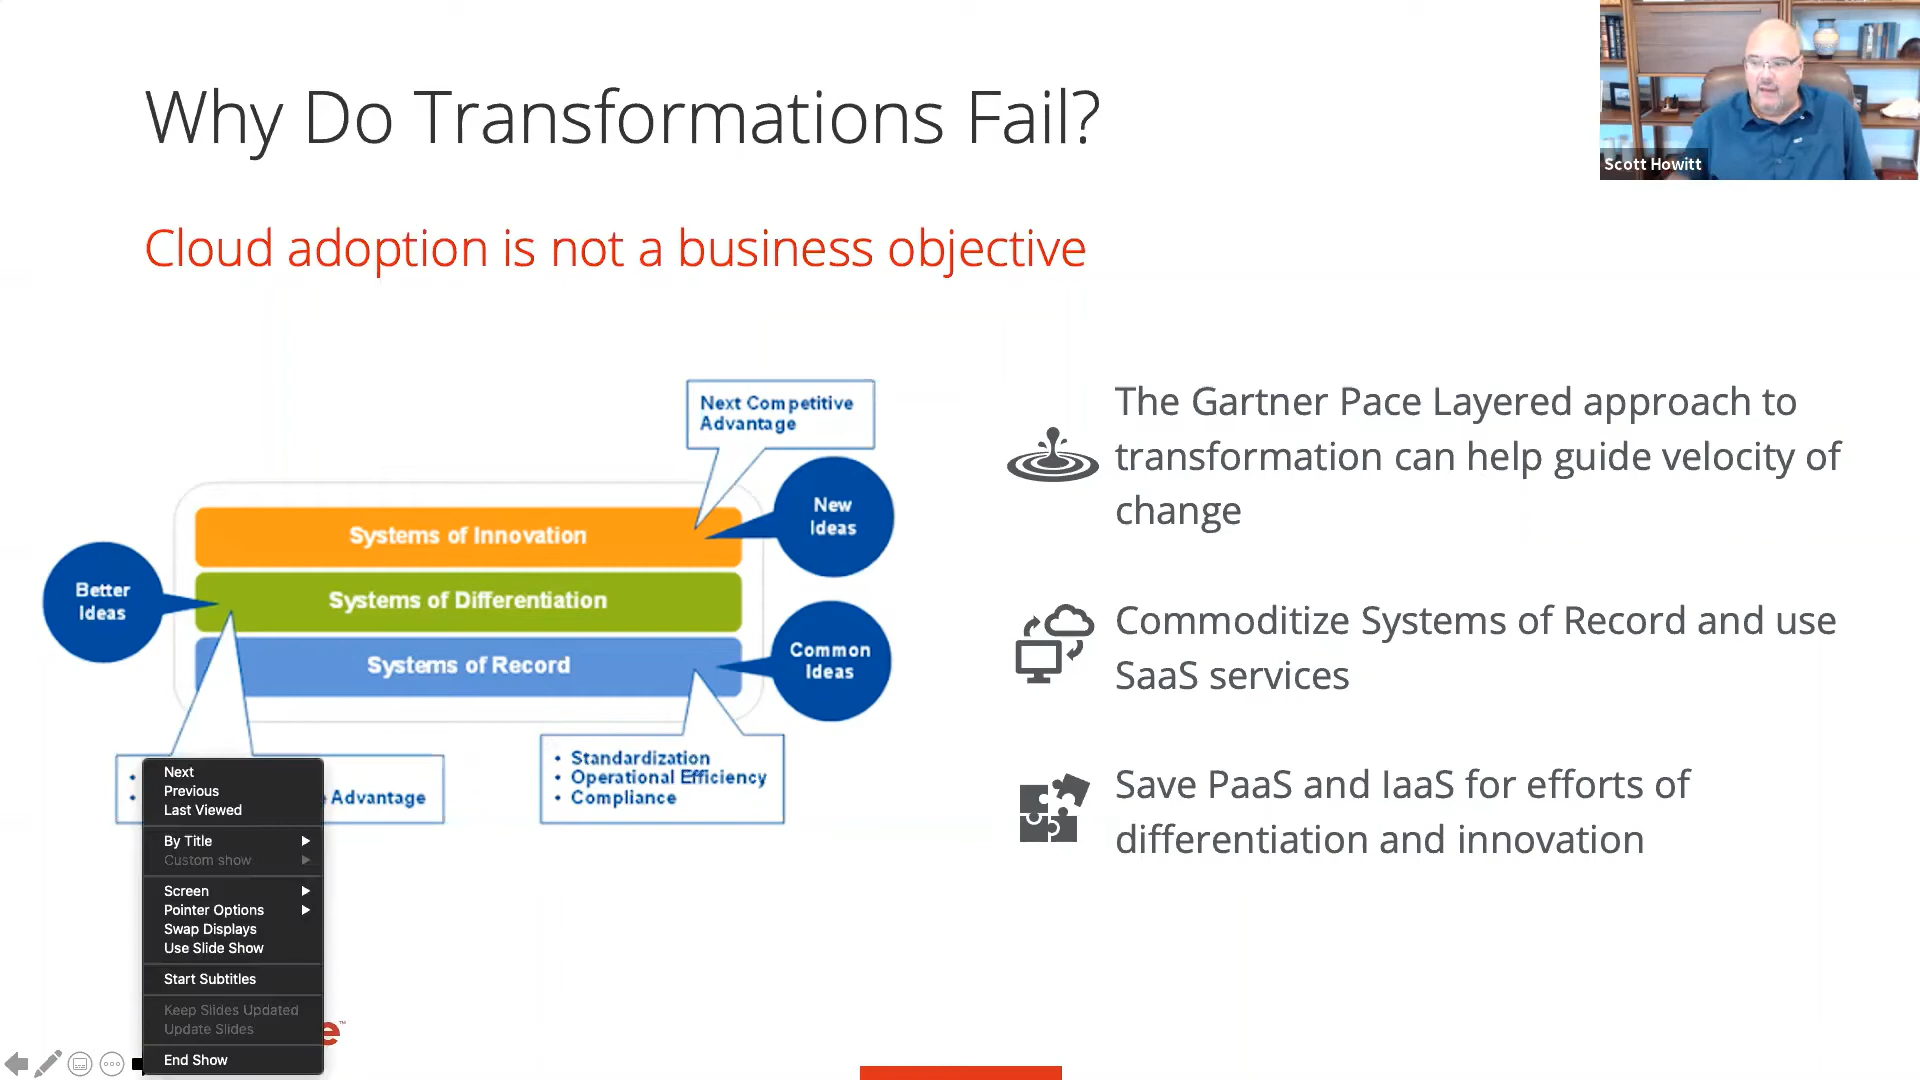 Why Do Transformations Fail?
Scott Howitt
Cloud adoption is not a business objective
Next Competitive
Advantage
New
Ideas
Systems of Innovation
Better
Ideas
Systems of Differentiation
Common
Ideas
Systems of Record
• Standardization
• Operational Efficiency
• Compliance
Advantage
The Gartner Pace Layered approach to
transformation can help guide velocity of
change
Commoditize Systems of Record and use
SaaS services
Save PaaS and IaaS for efforts of
differentiation and innovation
Next
Previous
Last Viewed
By Title
Custom show
Screen
Pointer Options
Swap Displays
Use Slide Show
Start Subtitles
Keep Slides Updated
Update Slides
End Show